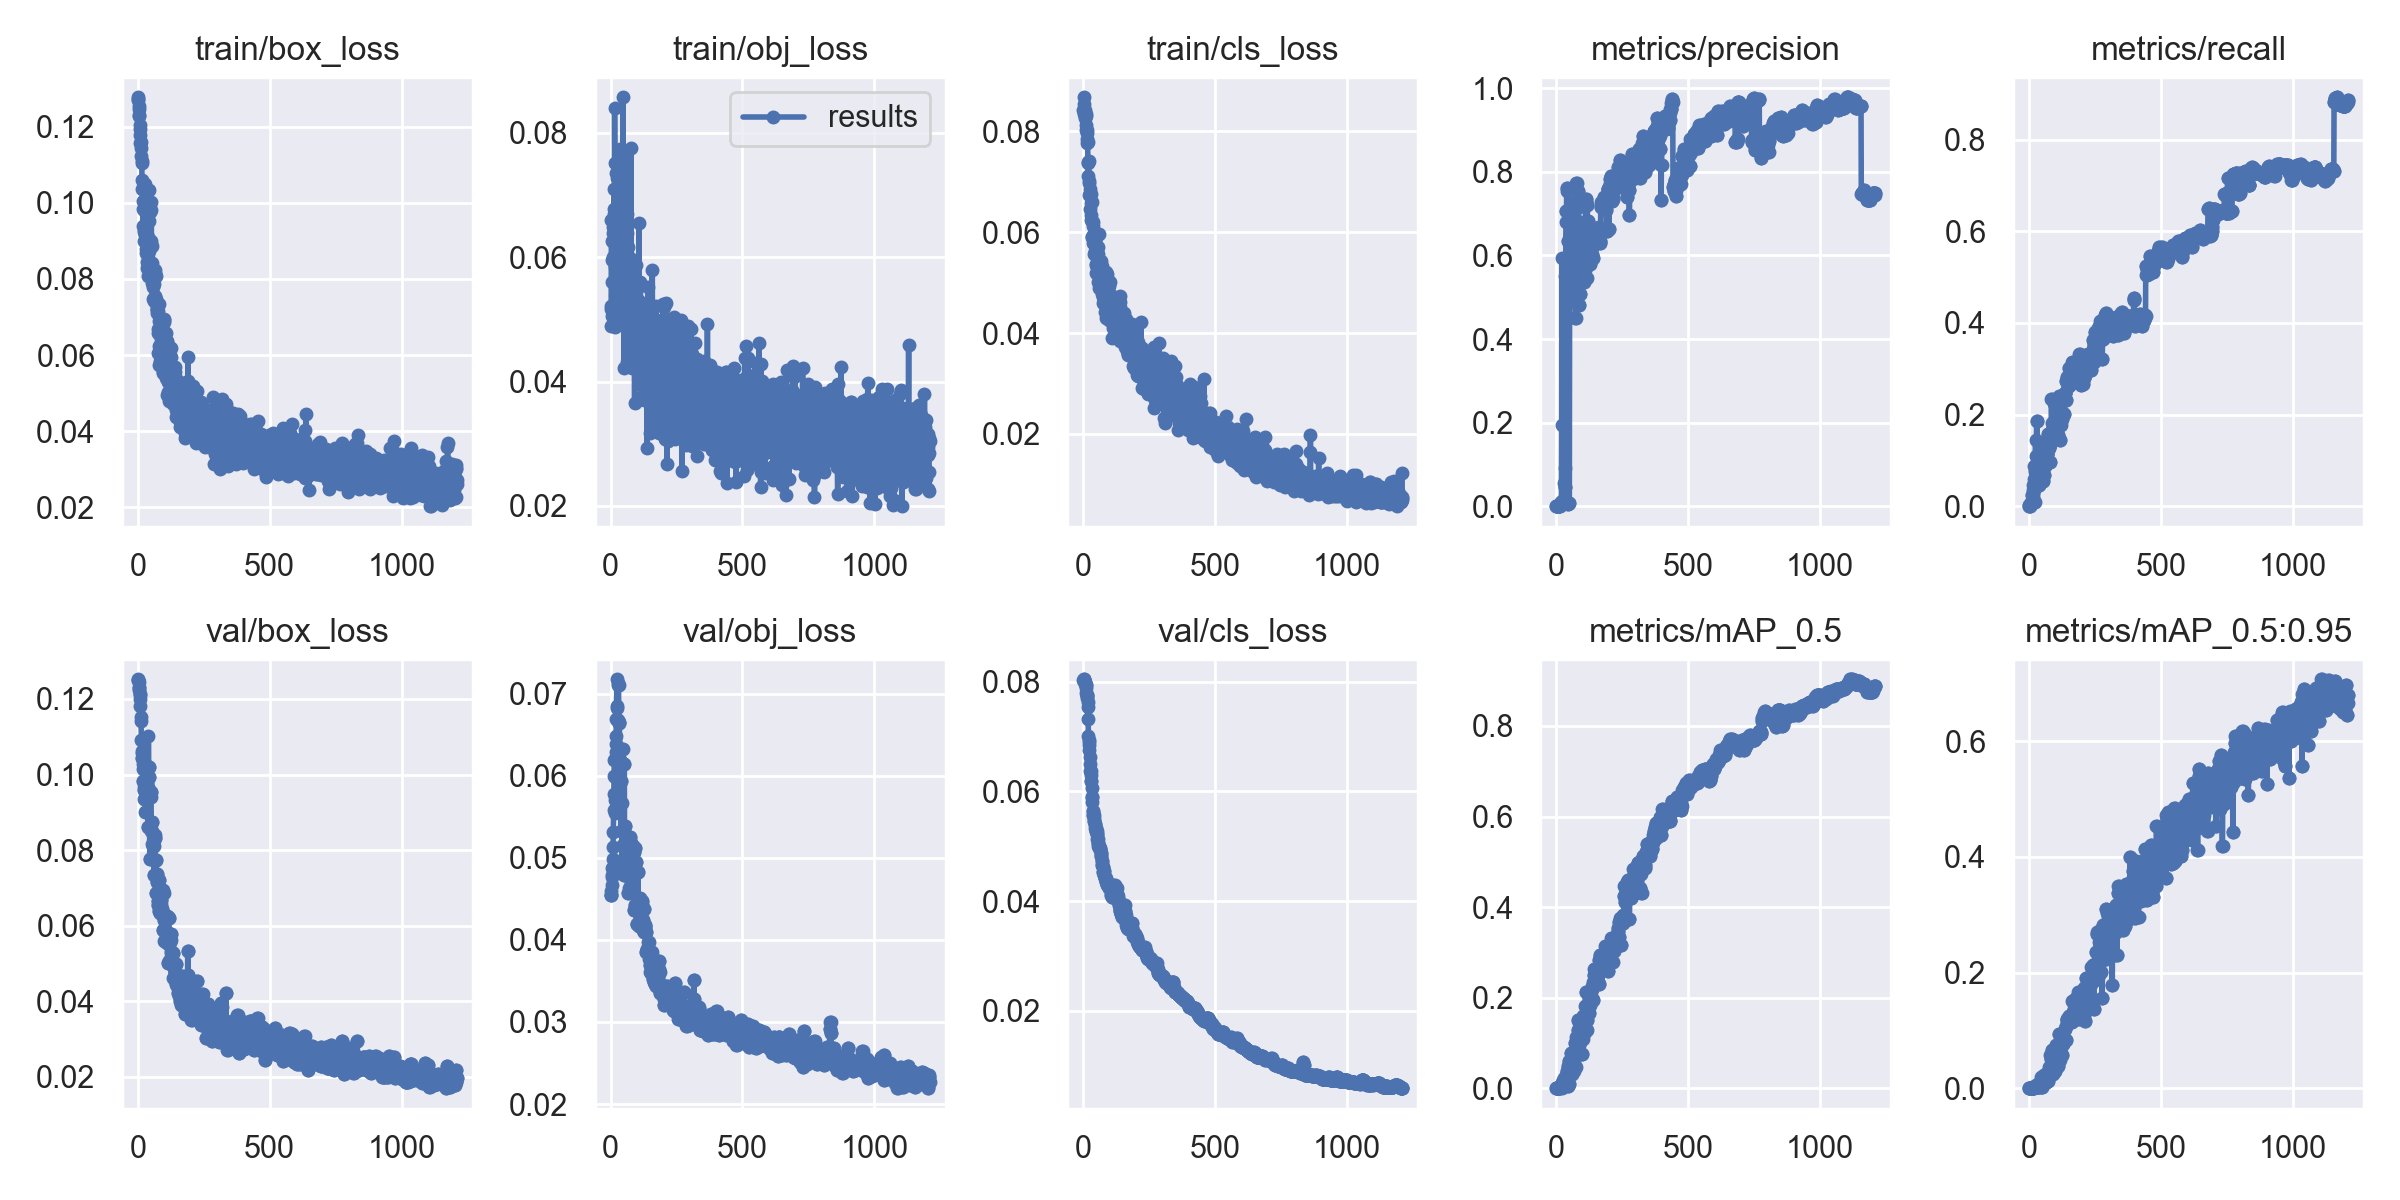 train/box_loss
0.12
0.10
0.08
0.06
0.04
0.02
0 500 1000
train/obj_loss
results
0.08
0.06
0.04
0.02
0 500 1000
train/cls_loss
0.08
0.06
0.04
0.02
0 500 1000
metrics/precision
1.0
0.8
0.6
0.4
0.2
0.0
0 500 1000
metrics/recall
0.8
0.6
0.4
0.2
0.0
0 500 1000
val/box_loss
0.12
0.10
0.08
0.06
0.04
0.02
0 500 1000
val/obj_loss
0.07
0.06
0.05
0.04
0.03
0.02
0 500 1000
val/cls_loss
0.08
0.06
0.04
0.02
0 500 1000
metrics/mAP_0.5
0.8
0.6
0.4
0.2
0.0
0 500 1000
metrics/mAP_0.5:0.95
0.6
0.4
0.2
0.0
0 500 1000